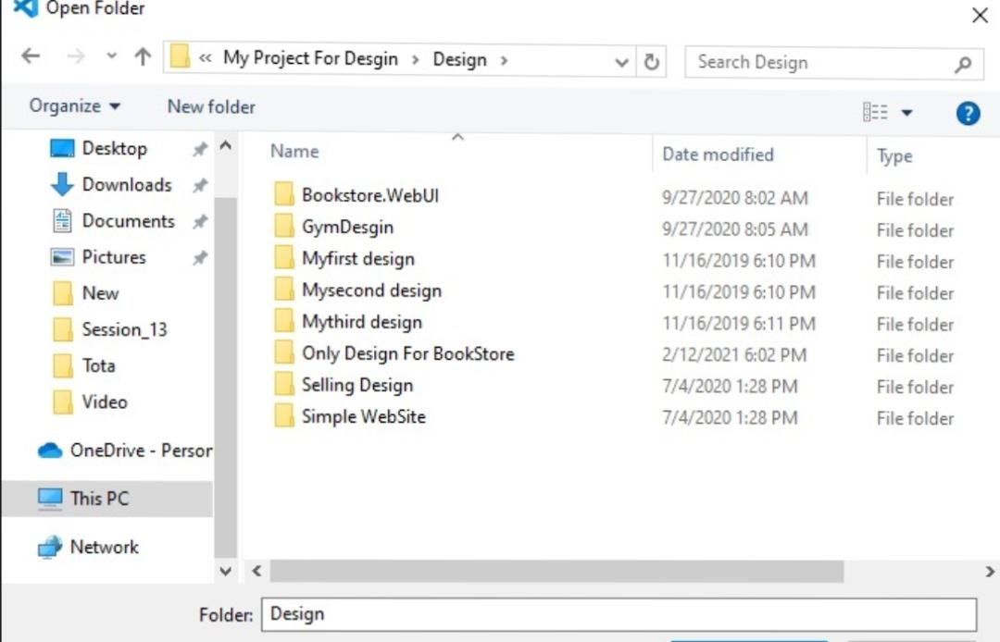 Open Folder
« My Project For Desgin > Design >
Search Design
Organize
New folder
Name
Date modified
Type
Desktop
Downloads
Documents
Pictures
New
Session_13
Tota
Video
OneDrive - Person
This PC
Network
Bookstore.WebUI 9/27/2020 8:02 AM File folder
GymDesgin 9/27/2020 8:05 AM File folder
Myfirst design 11/16/2019 6:10 PM File folder
Mysecond design 11/16/2019 6:10 PM File folder
Mythird design 11/16/2019 6:11 PM File folder
Only Design For BookStore 2/12/2021 6:02 PM File folder
Selling Design 7/4/2020 1:28 PM File folder
Simple WebSite 7/4/2020 1:28 PM File folder
Folder: Design